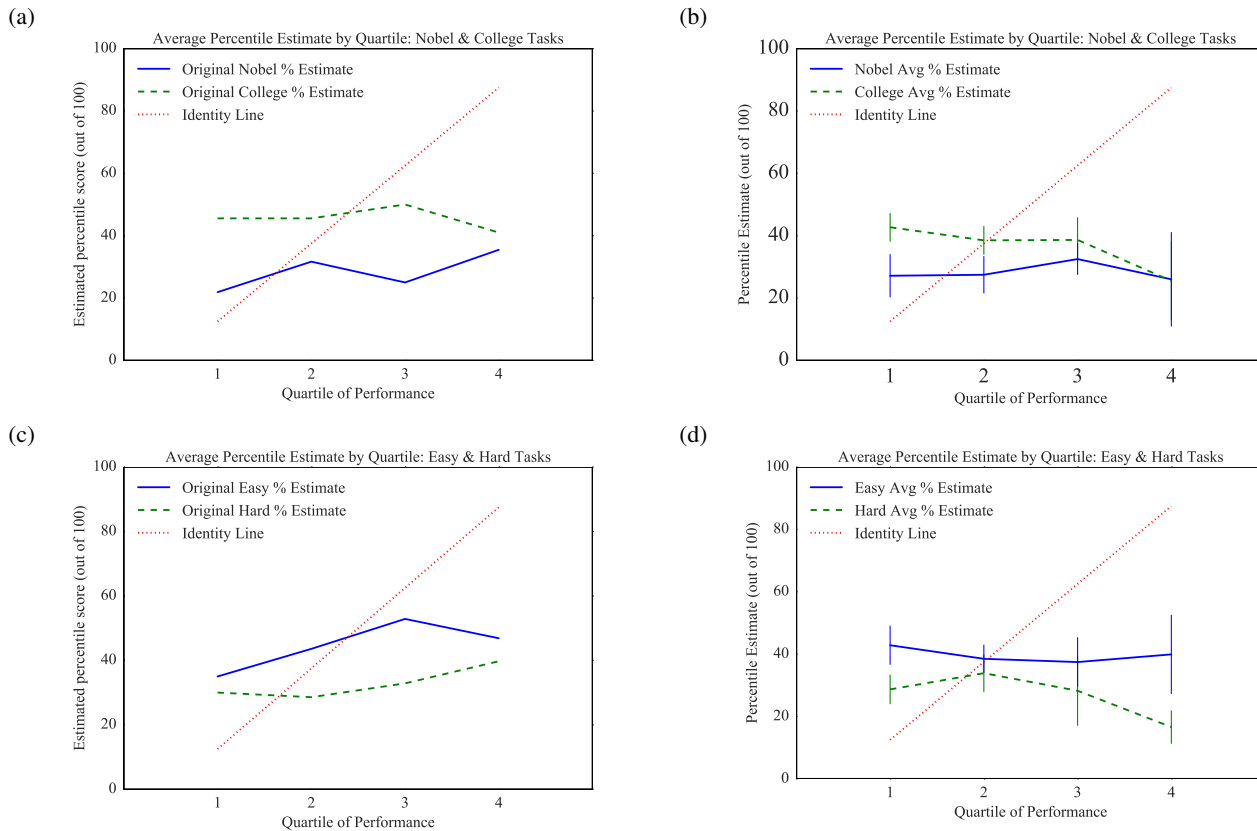 (a)
Average Percentile Estimate by Quartile: Nobel & College Tasks
Original Nobel % Estimate
Original College % Estimate
Identity Line
Estimated percentile score (out of 100)
100
80
60
40
20
0
1 2 3 4
Quartile of Performance
(b)
Average Percentile Estimate by Quartile: Nobel & College Tasks
Nobel Avg % Estimate
College Avg % Estimate
Identity Line
Percentile Estimate (out of 100)
100
80
60
40
20
0
1 2 3 4
Quartile of Performance
(c)
Average Percentile Estimate by Quartile: Easy & Hard Tasks
Original Easy % Estimate
Original Hard % Estimate
Identity Line
Estimated percentile score (out of 100)
100
80
60
40
20
0
1 2 3 4
Quartile of Performance
(d)
Average Percentile Estimate by Quartile: Easy & Hard Tasks
Easy Avg % Estimate
Hard Avg % Estimate
Identity Line
Percentile Estimate (out of 100)
100
80
60
40
20
0
1 2 3 4
Quartile of Performance